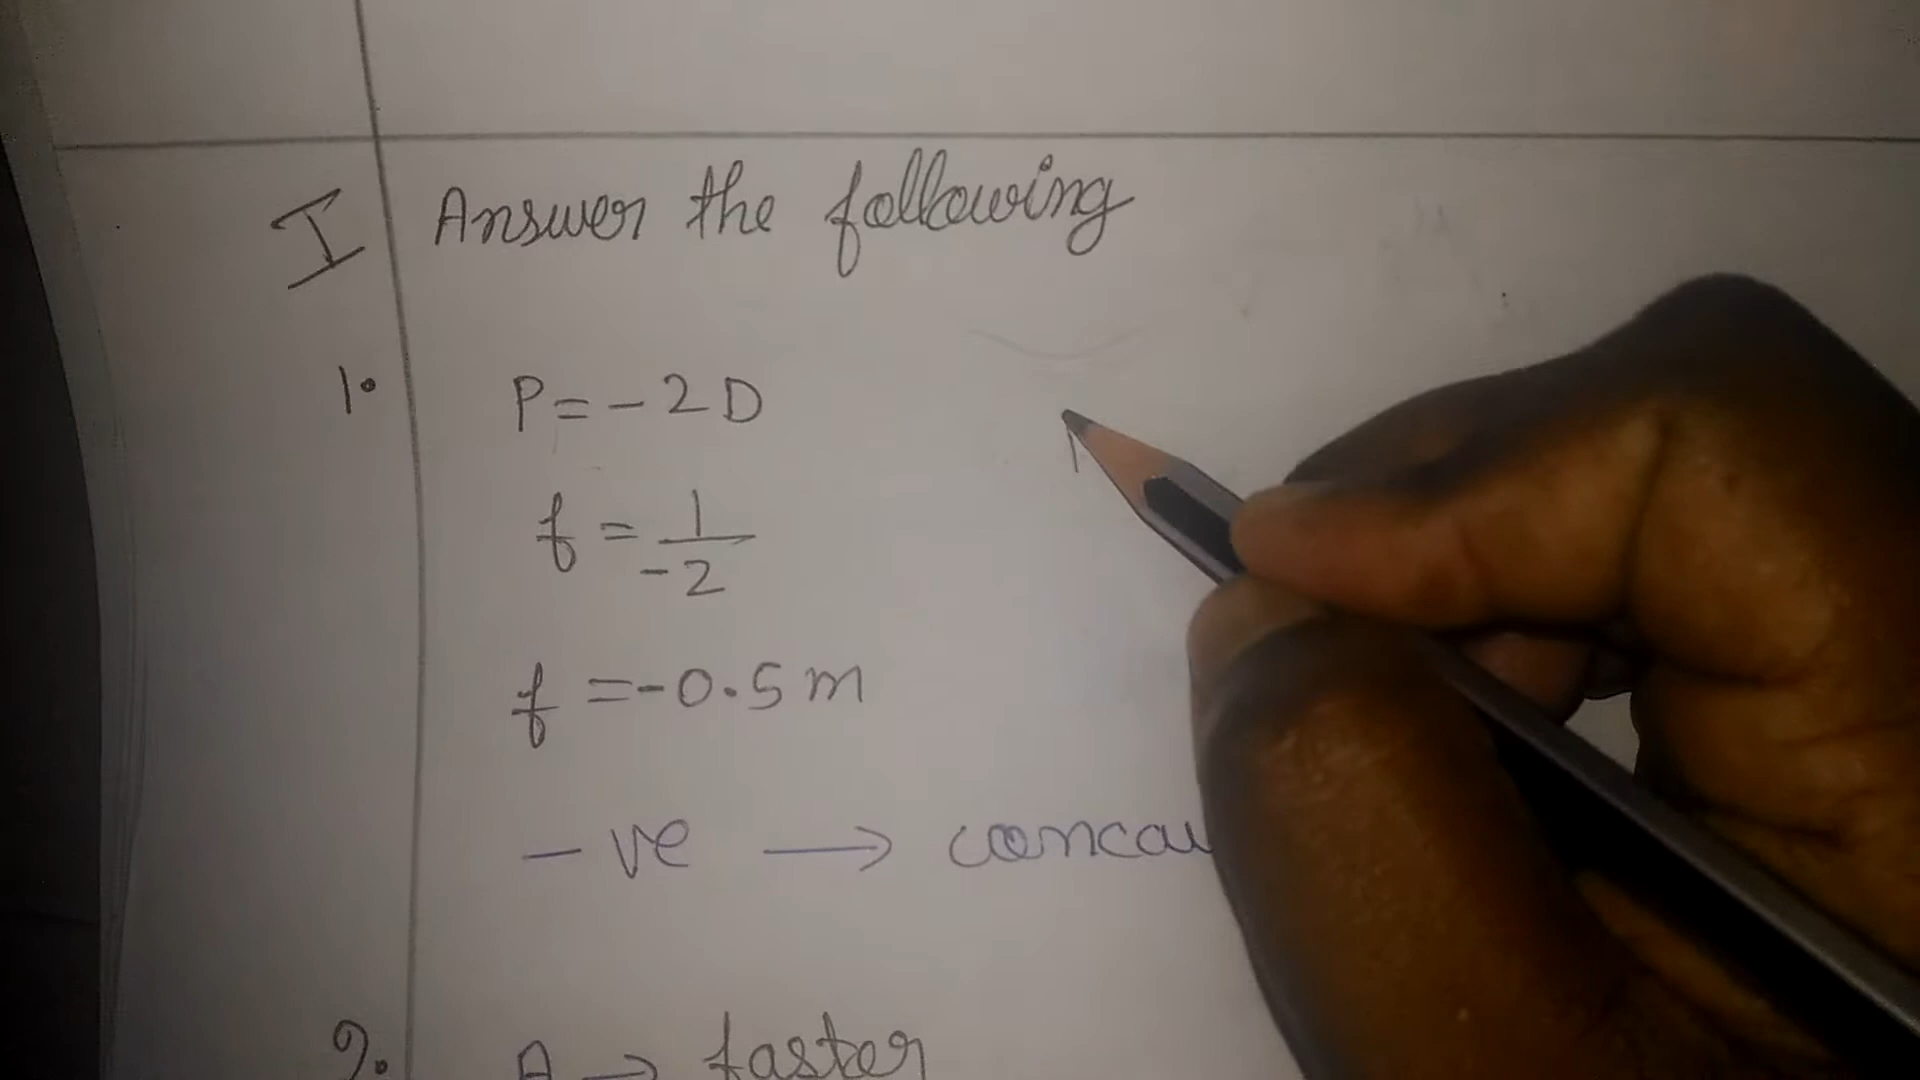 I Answer the following
1. P = -2D
f = 1/-2
f = -0.5m
-ve → concav
2. A → faster